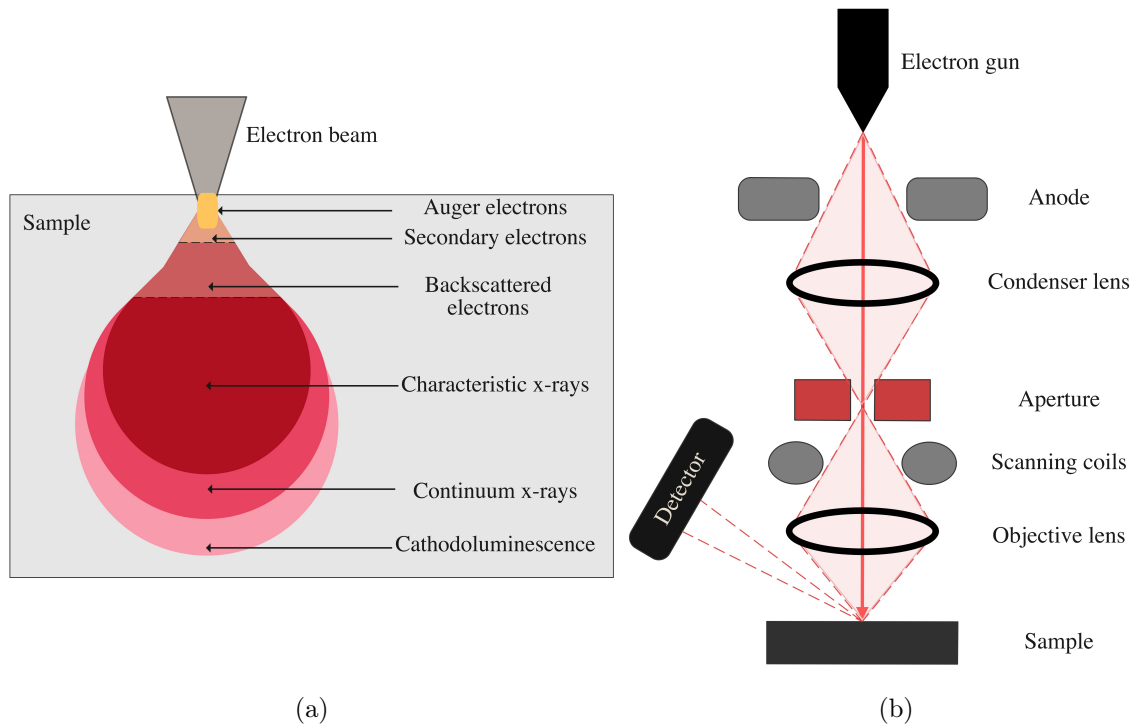 Electron beam
Sample
Auger electrons
Secondary electrons
Backscattered
electrons
Characteristic x-rays
Continuum x-rays
Cathodoluminescence
(a)
Electron gun
Anode
Condenser lens
Aperture
Scanning coils
Detector
Objective lens
Sample
(b)